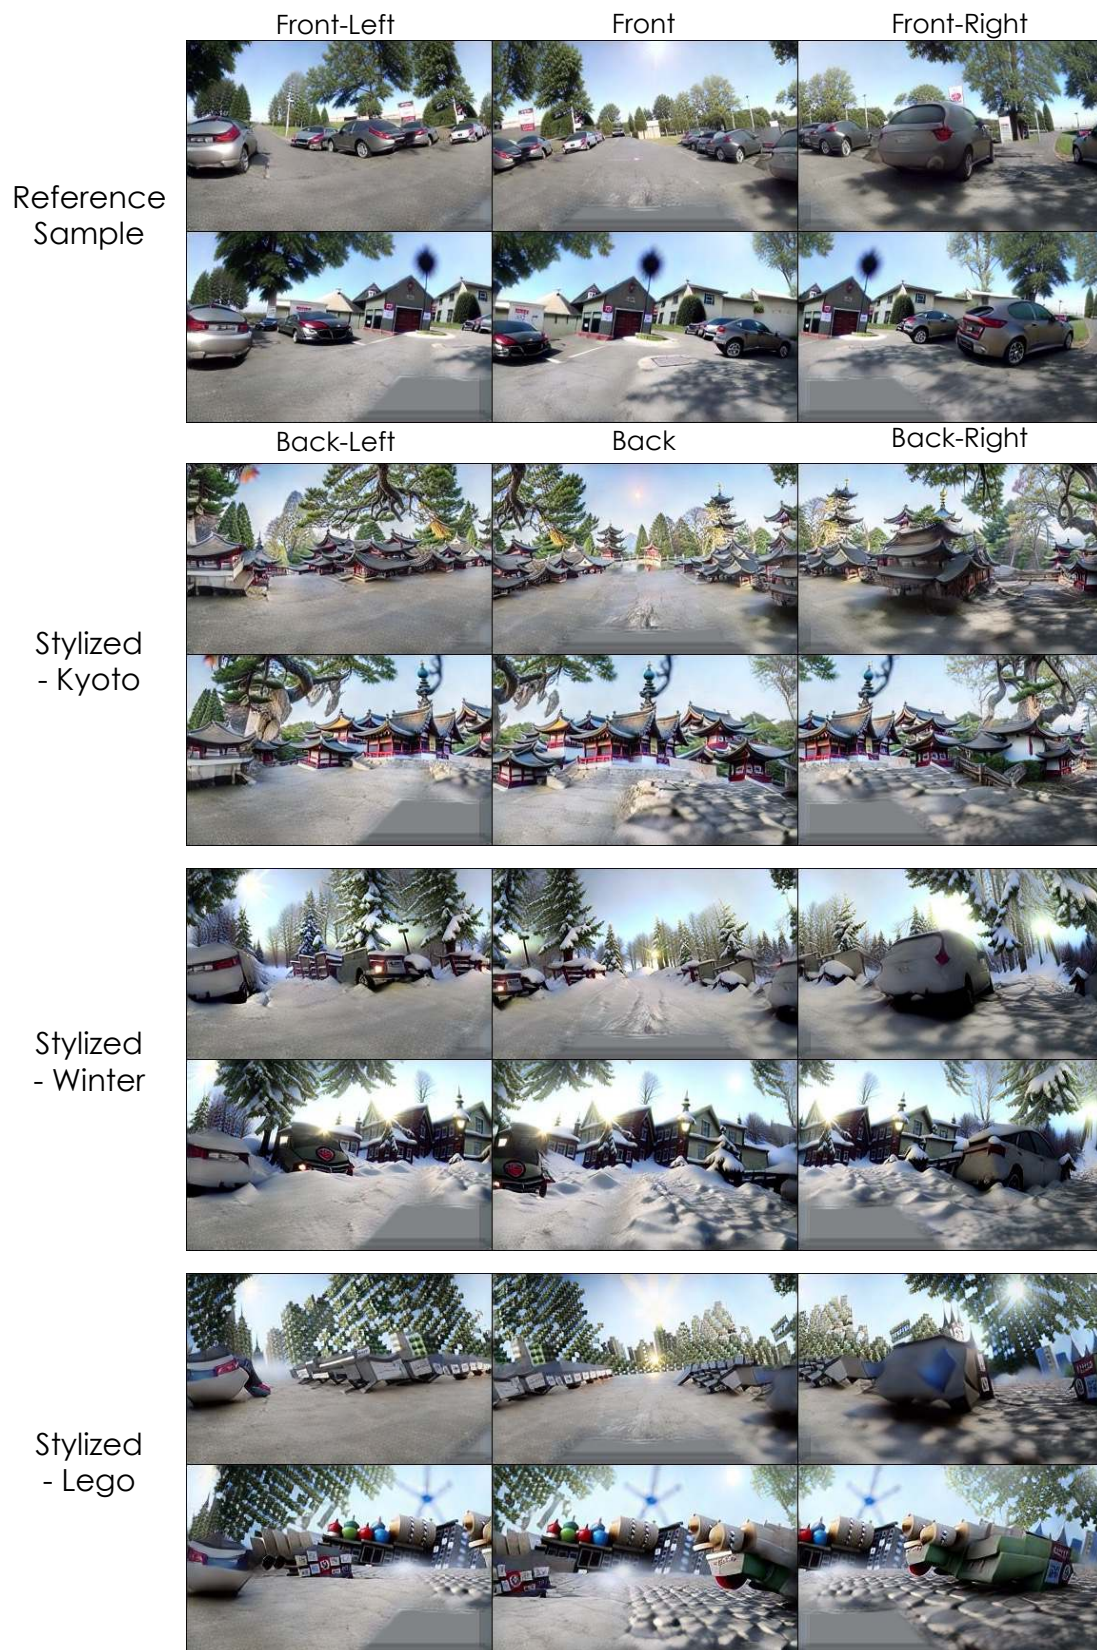 Front-Left
Front
Front-Right
Reference
Sample
Back-Left
Back
Back-Right
Stylized
- Kyoto
Stylized
- Winter
Stylized
- Lego